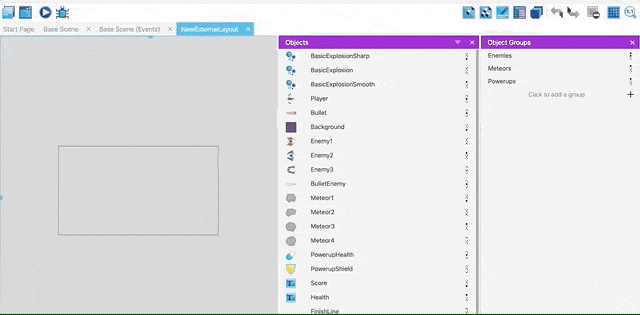 Start Page
Base Scene
Base Scene (Events)
NewExternalLayout
Objects
BasicExplosionSharp
BasicExplosion
BasicExplosionSmooth
Player
Bullet
Background
Enemy1
Enemy2
Enemy3
BulletEnemy
Meteor1
Meteor2
Meteor3
Meteor4
PowerupHealth
PowerupShield
Score
Health
FinishLine
Object Groups
Enemies
Meteors
Powerups
Click to add a group